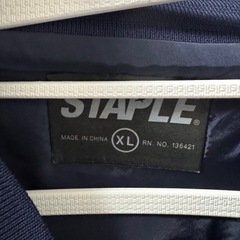 STAPLE®
MADE IN CHINA XL RN. NO. 136421